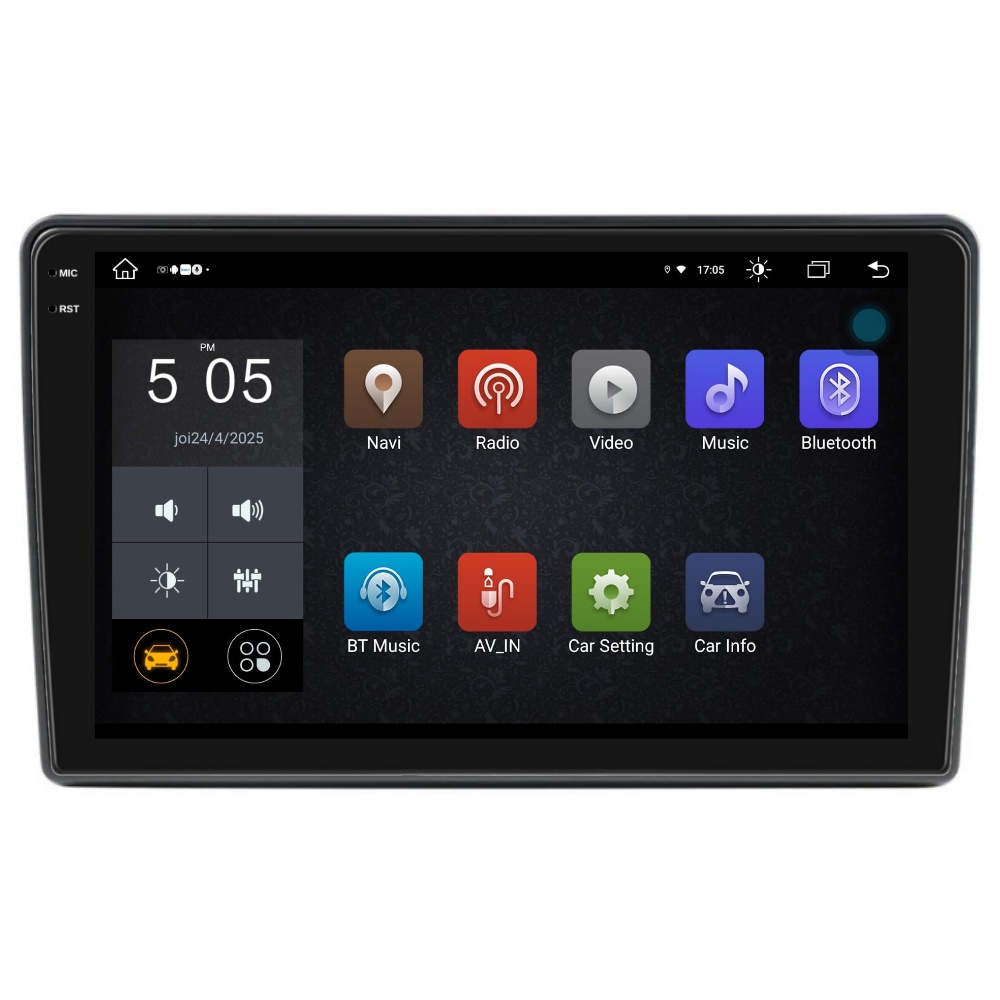 MIC
17:05
RST
PM
5 05
joi24/4/2025
Navi
Radio
Video
Music
Bluetooth
BT Music
AV_IN
Car Setting
Car Info